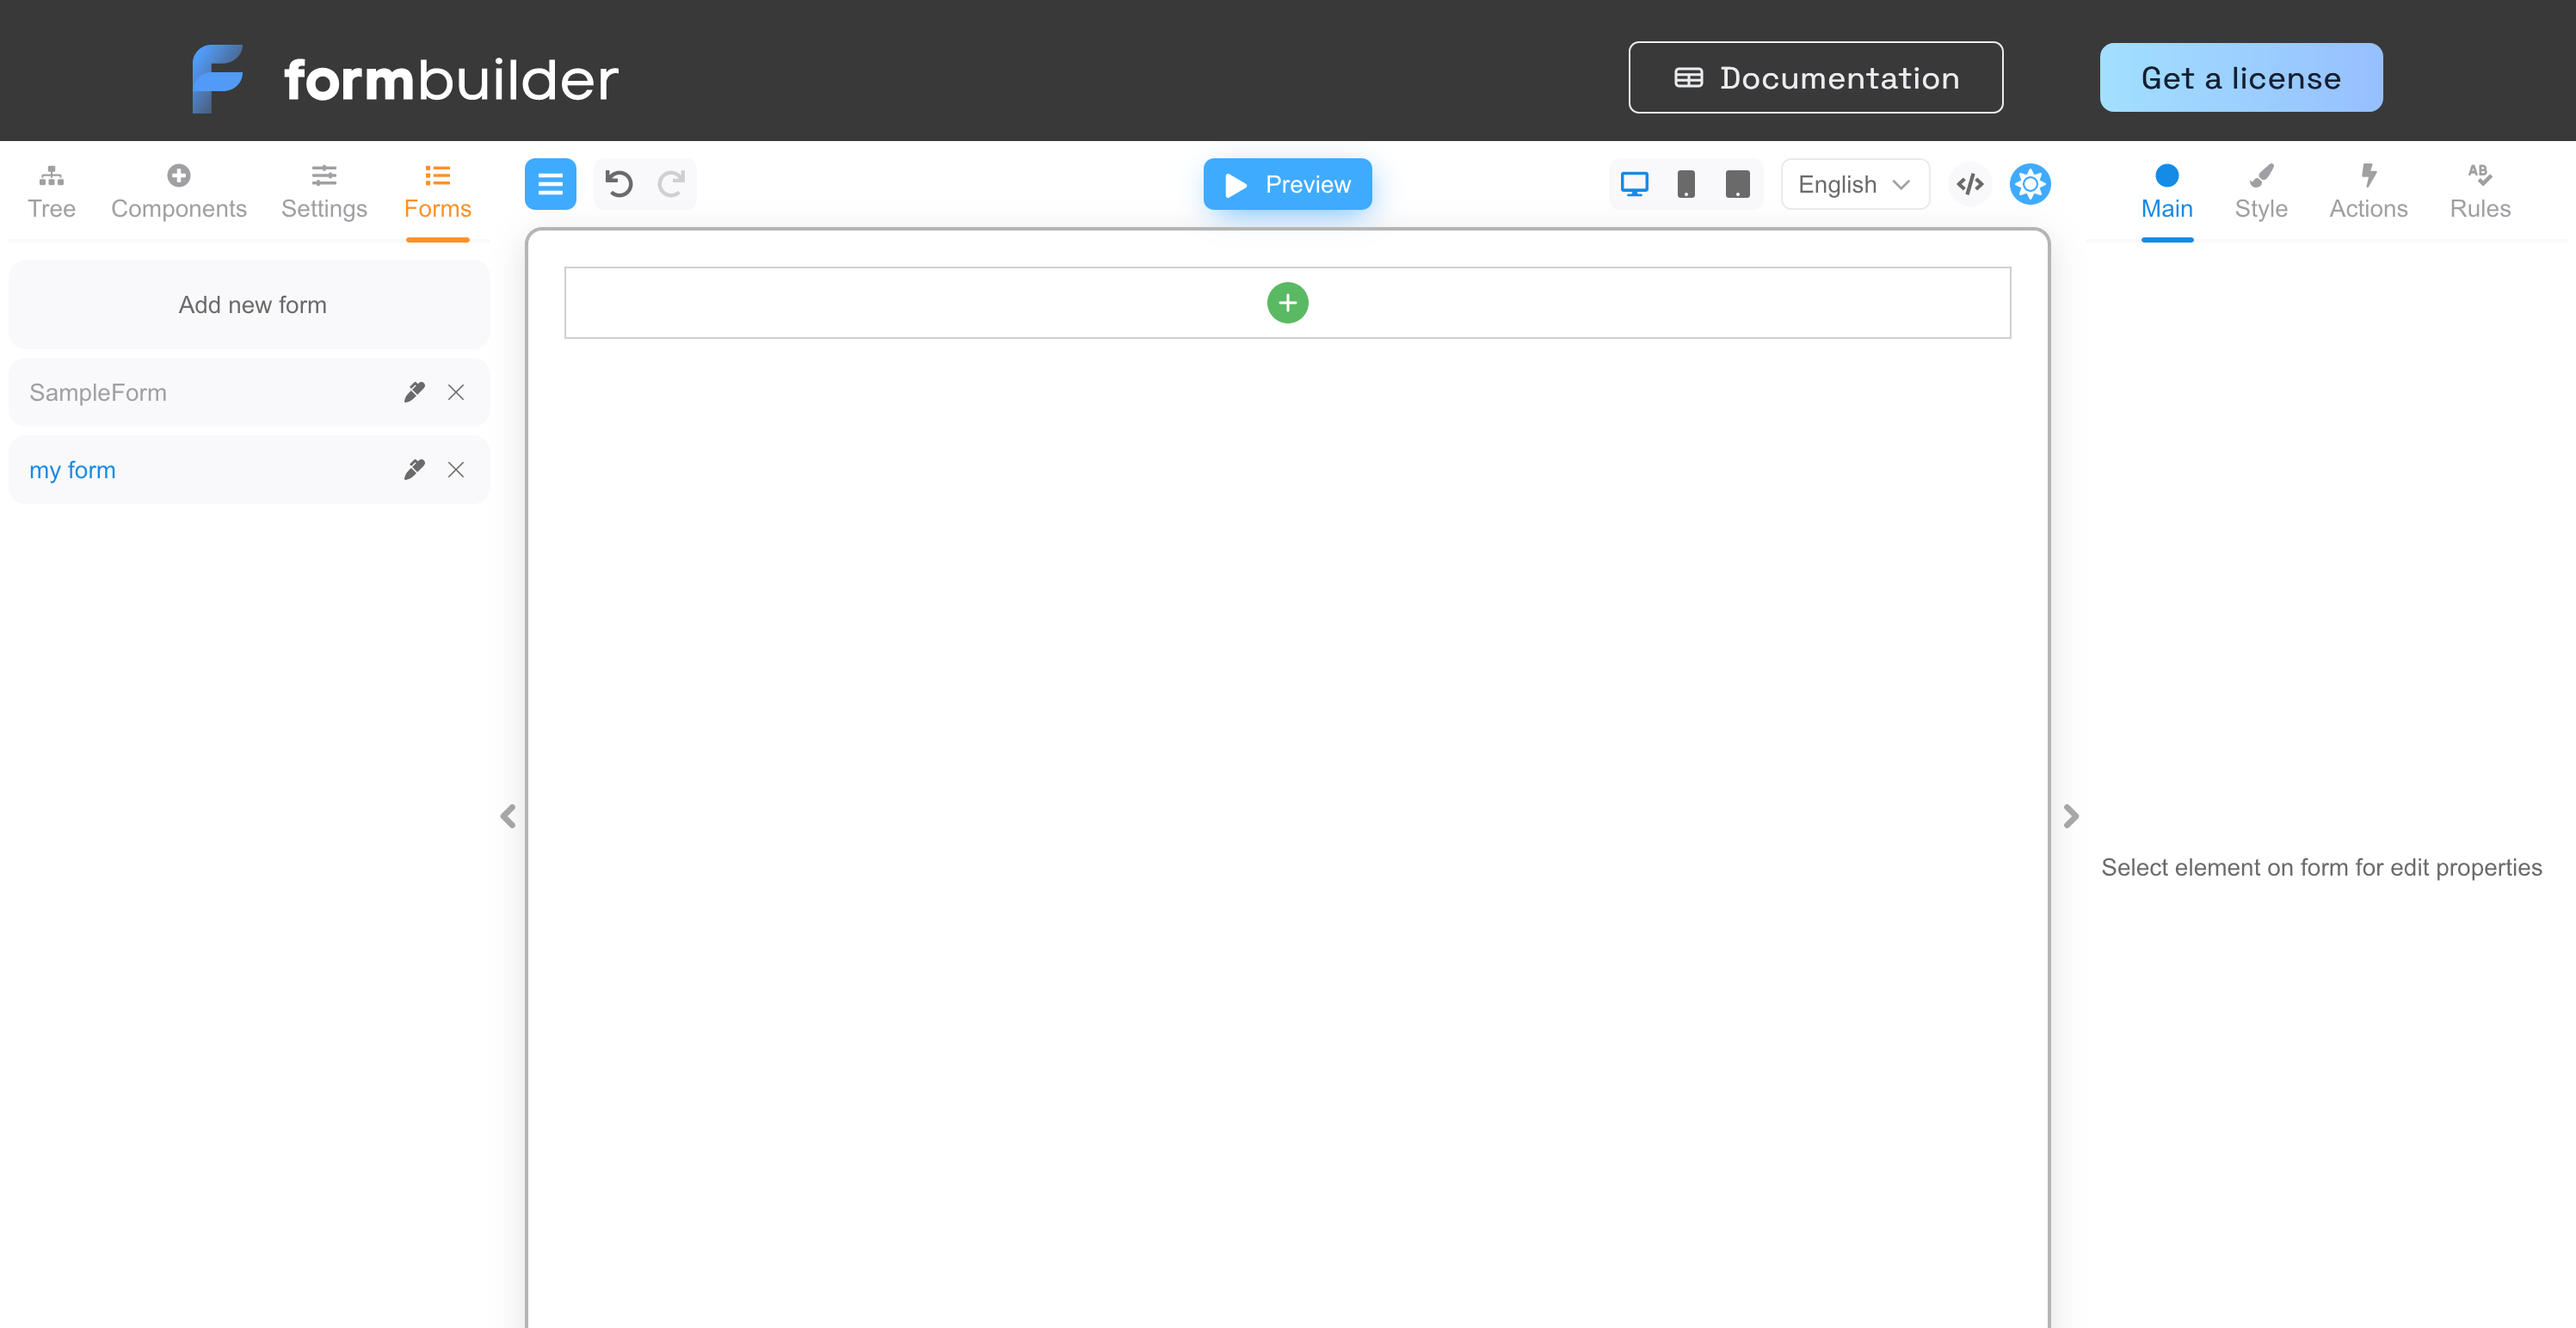 formbuilder
Documentation
Get a license
Tree
Components
Settings
Forms
Preview
English
Main
Style
Actions
AB
Rules
Add new form
SampleForm
my form
Select element on form for edit properties